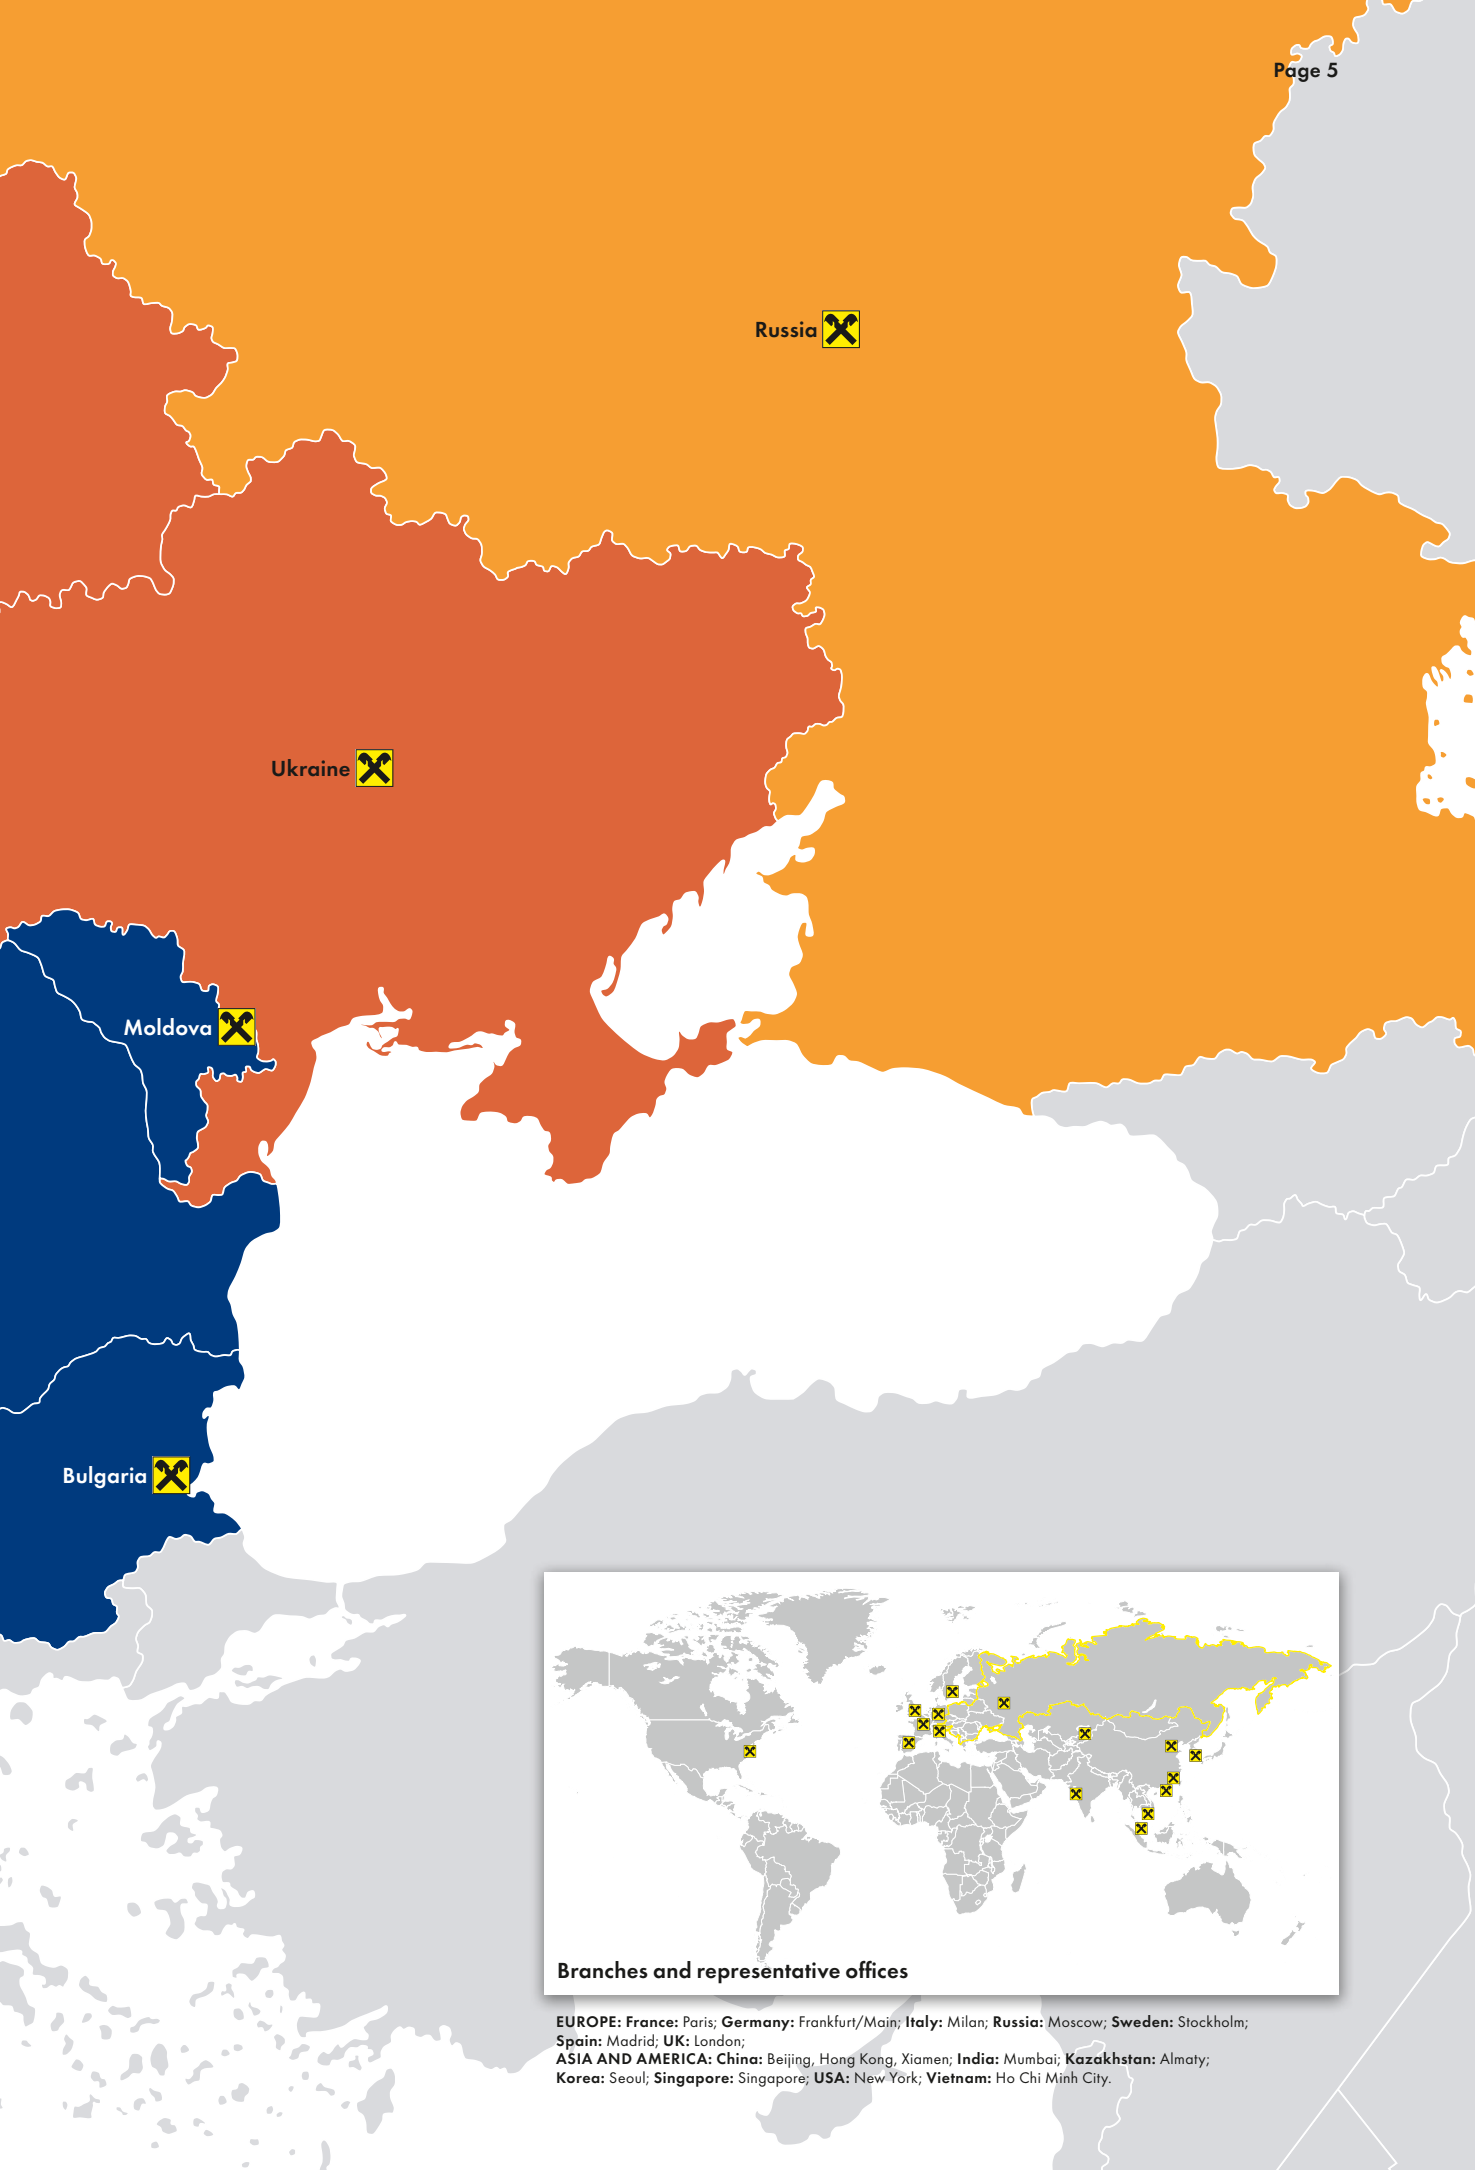 Page 5
Russia
Ukraine
Moldova
Bulgaria
Branches and representative offices
EUROPE: France: Paris; Germany: Frankfurt/Main; Italy: Milan; Russia: Moscow; Sweden: Stockholm;
Spain: Madrid; UK: London;
ASIA AND AMERICA: China: Beijing, Hong Kong, Xiamen; India: Mumbai; Kazakhstan: Almaty;
Korea: Seoul; Singapore: Singapore; USA: New York; Vietnam: Ho Chi Minh City.